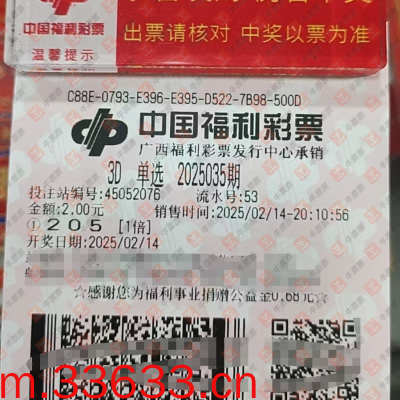 中国福利彩票
温馨提示
出票请核对 中奖以票为准
C88E-0793-E396-E395-D522-7B98-500D
中国福利彩票
广西福利彩票发行中心承销
3D 单选 2025035期
投注站编号:45052076 流水号:53
金额:2.00元 销售时间:2025/02/14-20:10:56
① 2 0 5 [1倍]
开奖日期:2025/02/14
☆感谢您为福利事业捐赠公益金0.68元☆
m.33633.cn